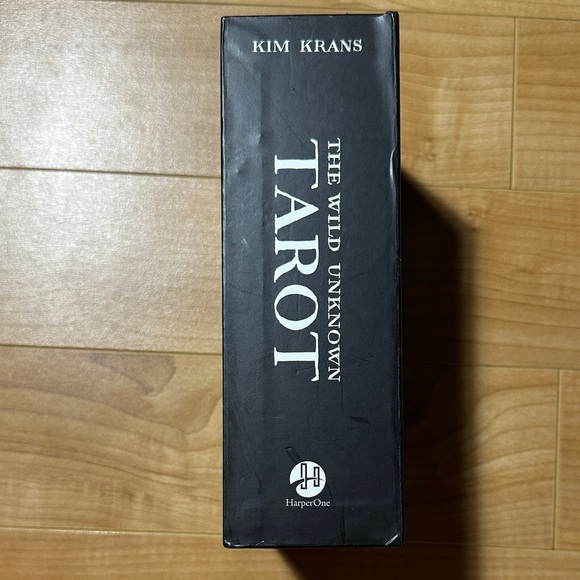 KIM KRANS
THE WILD UNKNOWN
TAROT
HarperOne